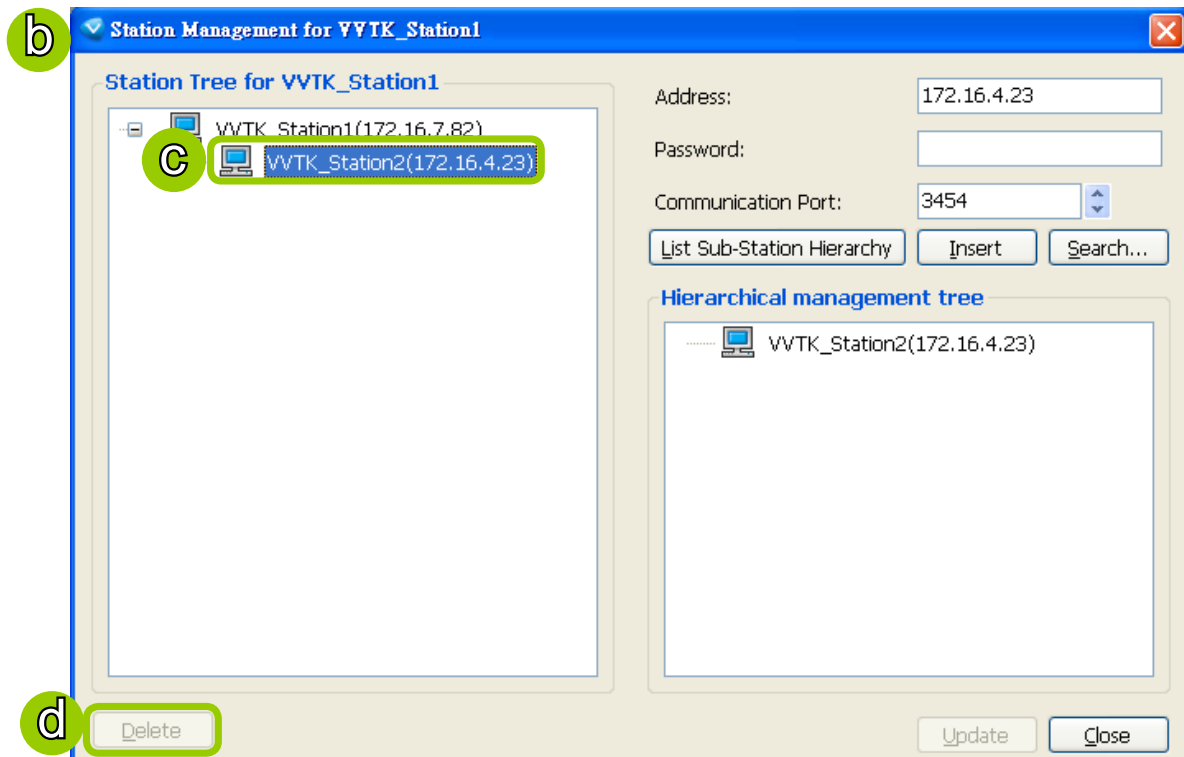 b
Station Management for VVTK_Station1
Station Tree for VVTK_Station1
VVTK_Station1(172.16.7.82)
c
VVTK_Station2(172.16.4.23)
Address:
172.16.4.23
Password:
Communication Port:
3454
List Sub-Station Hierarchy
Insert
Search...
Hierarchical management tree
VVTK_Station2(172.16.4.23)
d
Delete
Update
Close